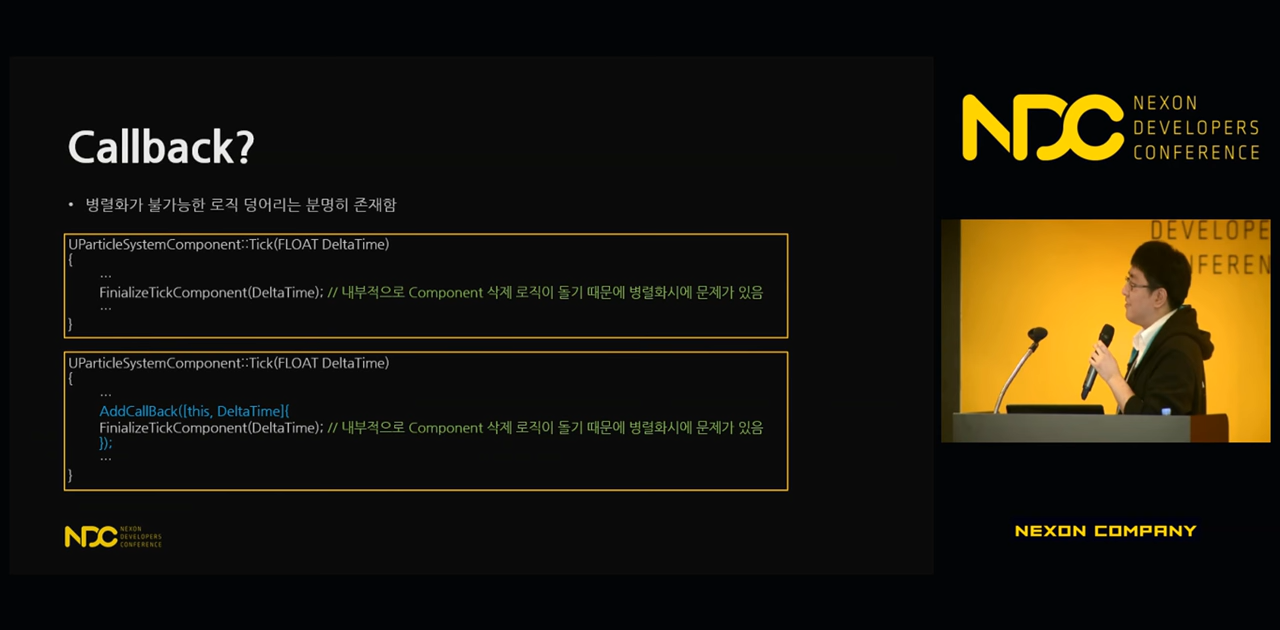 Callback?
• 병렬화가 불가능한 로직 덩어리는 분명히 존재함
UParticleSystemComponent::Tick(FLOAT DeltaTime)
{
...
FinializeTickComponent(DeltaTime); // 내부적으로 Component 삭제 로직이 돌기 때문에 병렬화시에 문제가 있음
...
}
UParticleSystemComponent::Tick(FLOAT DeltaTime)
{
...
AddCallBack([this, DeltaTime]{
FinializeTickComponent(DeltaTime); // 내부적으로 Component 삭제 로직이 돌기 때문에 병렬화시에 문제가 있음
});
...
}
NDC
NEXON
DEVELOPERS
CONFERENCE
NDC
NEXON
DEVELOPERS
CONFERENCE
DEVELOPE
NFEREN
NEXON COMPANY